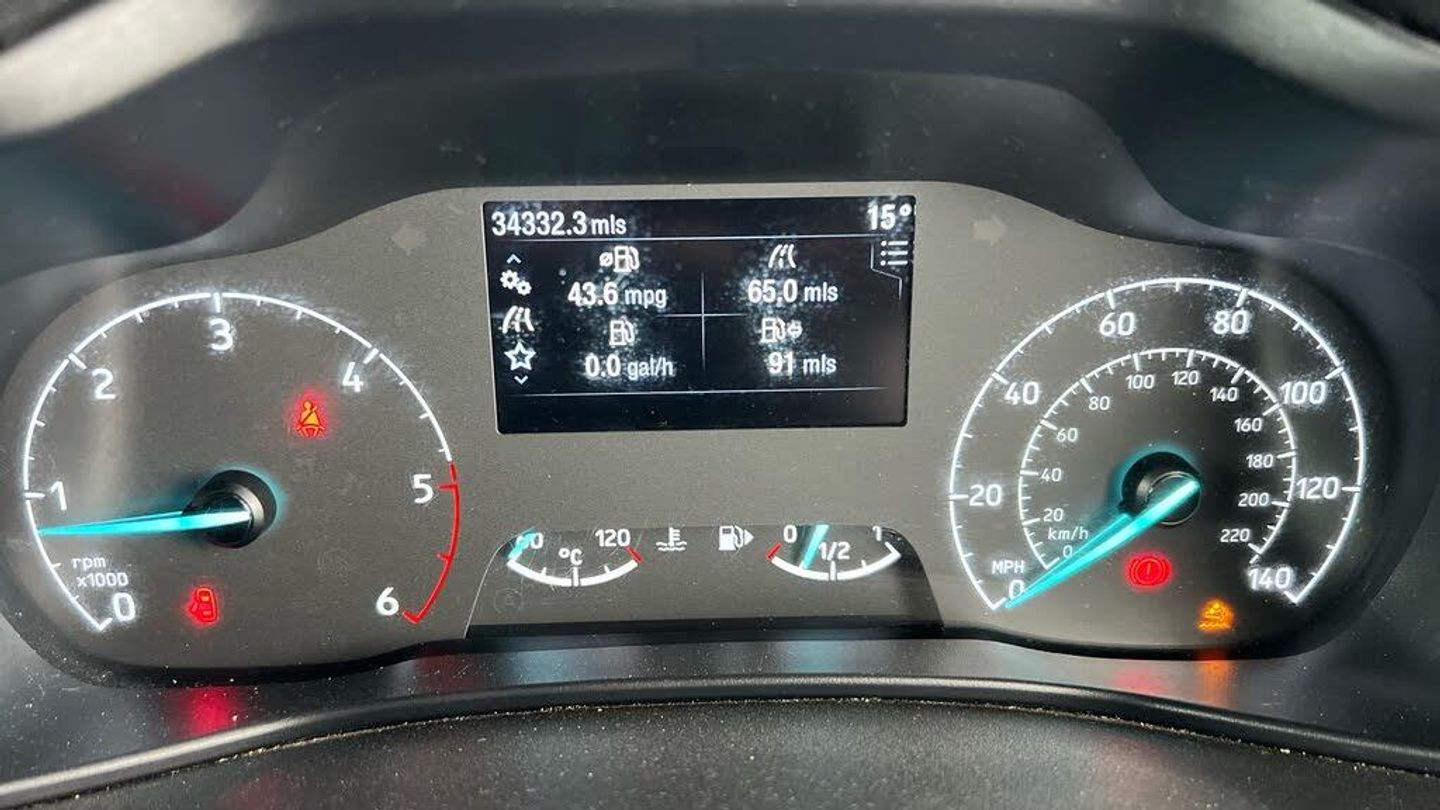 34332.3 mls 15°
43.6 mpg 65.0 mls
0.0 gal/h 91 mls
0 1 2 3 4 5 6
rpm
x1000
120
°C
0 1/2 1
0 20 40 60 80 100 120 140
MPH
0 20 40 60 80 100 120 140 160 180 200 220
km/h